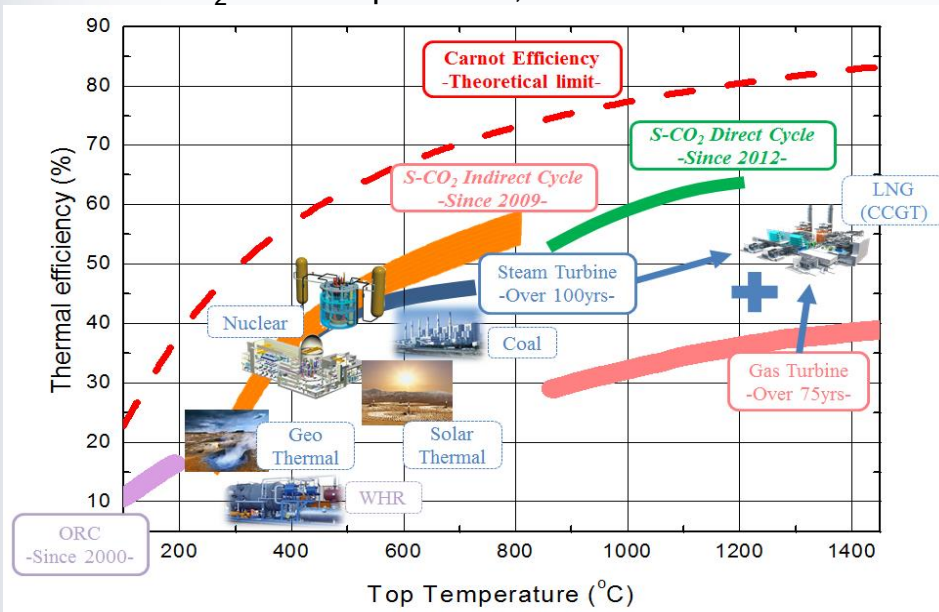 90
80
70
60
50
40
30
20
10
Thermal efficiency (%)
Carnot Efficiency
-Theoretical limit-
S-CO₂ Direct Cycle
-Since 2012-
S-CO₂ Indirect Cycle
-Since 2009-
LNG
(CCGT)
Steam Turbine
-Over 100yrs-
Nuclear
Coal
Gas Turbine
-Over 75yrs-
Geo
Thermal
Solar
Thermal
WHR
ORC
-Since 2000-
200 400 600 800 1000 1200 1400
Top Temperature (°C)